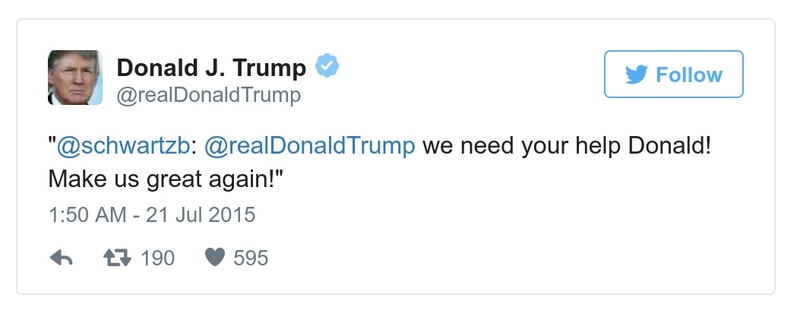 Donald J. Trump
@realDonaldTrump
Follow
"@schwartzb: @realDonaldTrump we need your help Donald!
Make us great again!"
1:50 AM - 21 Jul 2015
190 595